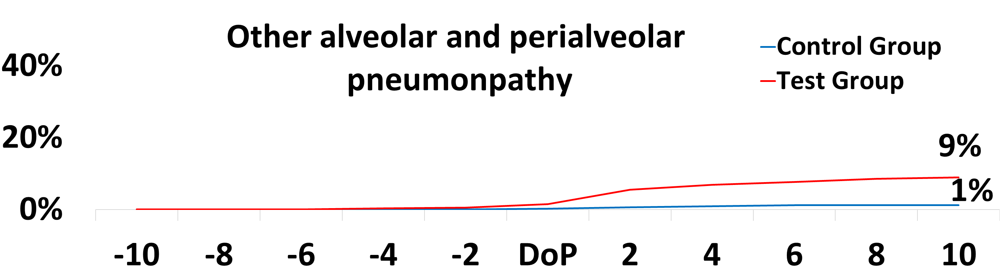 Other alveolar and perialveolar
pneumonpathy
Control Group
Test Group
40%
20%
0%
9%
1%
-10 -8 -6 -4 -2 DoP 2 4 6 8 10